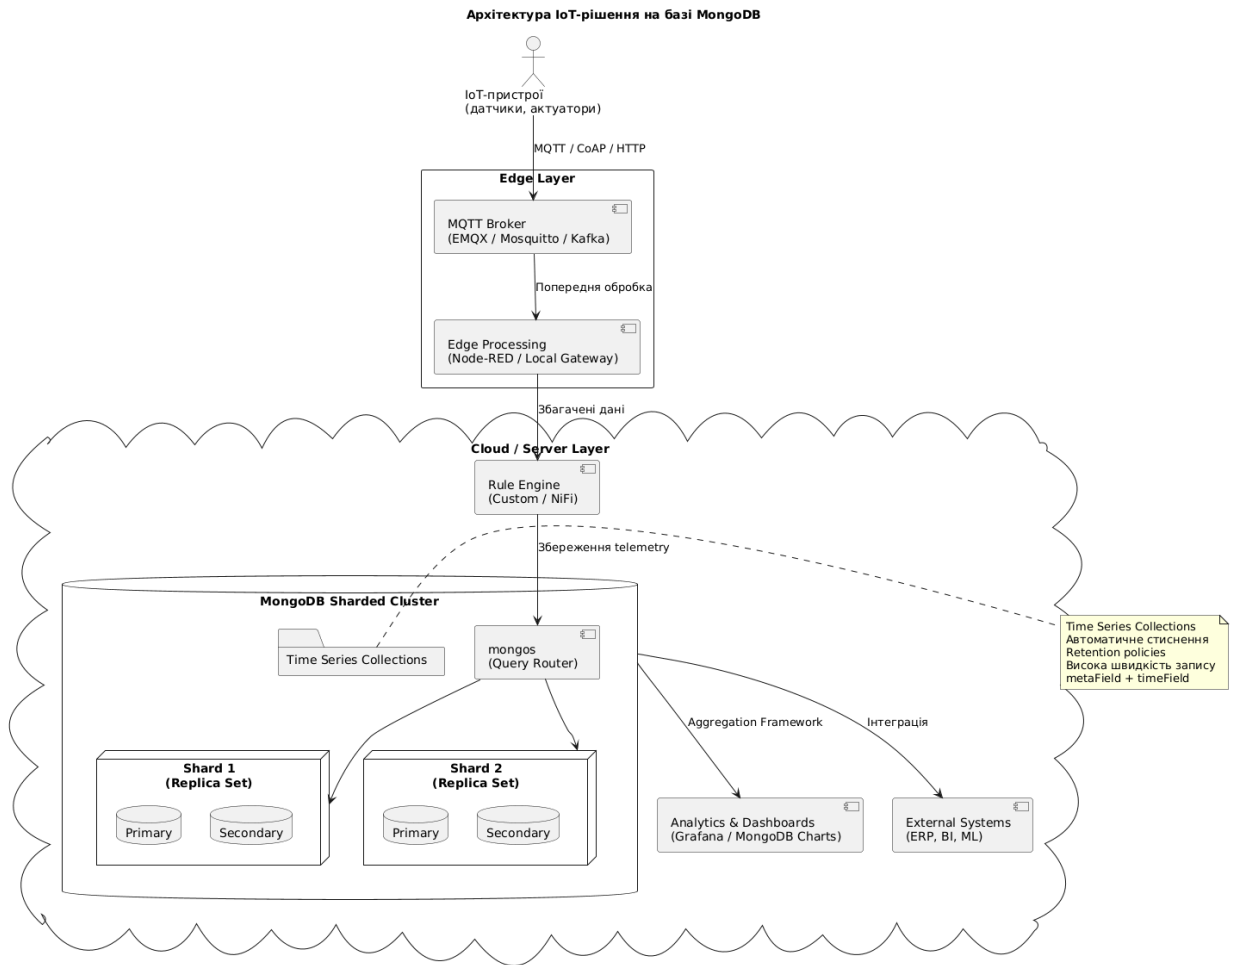 Архітектура IoT-рішення на базі MongoDB
IoT-пристрої
(датчики, актуатори)
MQTT / CoAP / HTTP
Edge Layer
MQTT Broker
(EMQX / Mosquitto / Kafka)
Попередня обробка
Edge Processing
(Node-RED / Local Gateway)
Збагачені дані
Cloud / Server Layer
Rule Engine
(Custom / NiFi)
Збереження telemetry
MongoDB Sharded Cluster
Time Series Collections
mongos
(Query Router)
Time Series Collections
Автоматичне стиснення
Retention policies
Висока швидкість запису
metaField + timeField
Aggregation Framework
Інтеграція
Shard 1
(Replica Set)
Primary
Secondary
Shard 2
(Replica Set)
Primary
Secondary
Analytics & Dashboards
(Grafana / MongoDB Charts)
External Systems
(ERP, BI, ML)